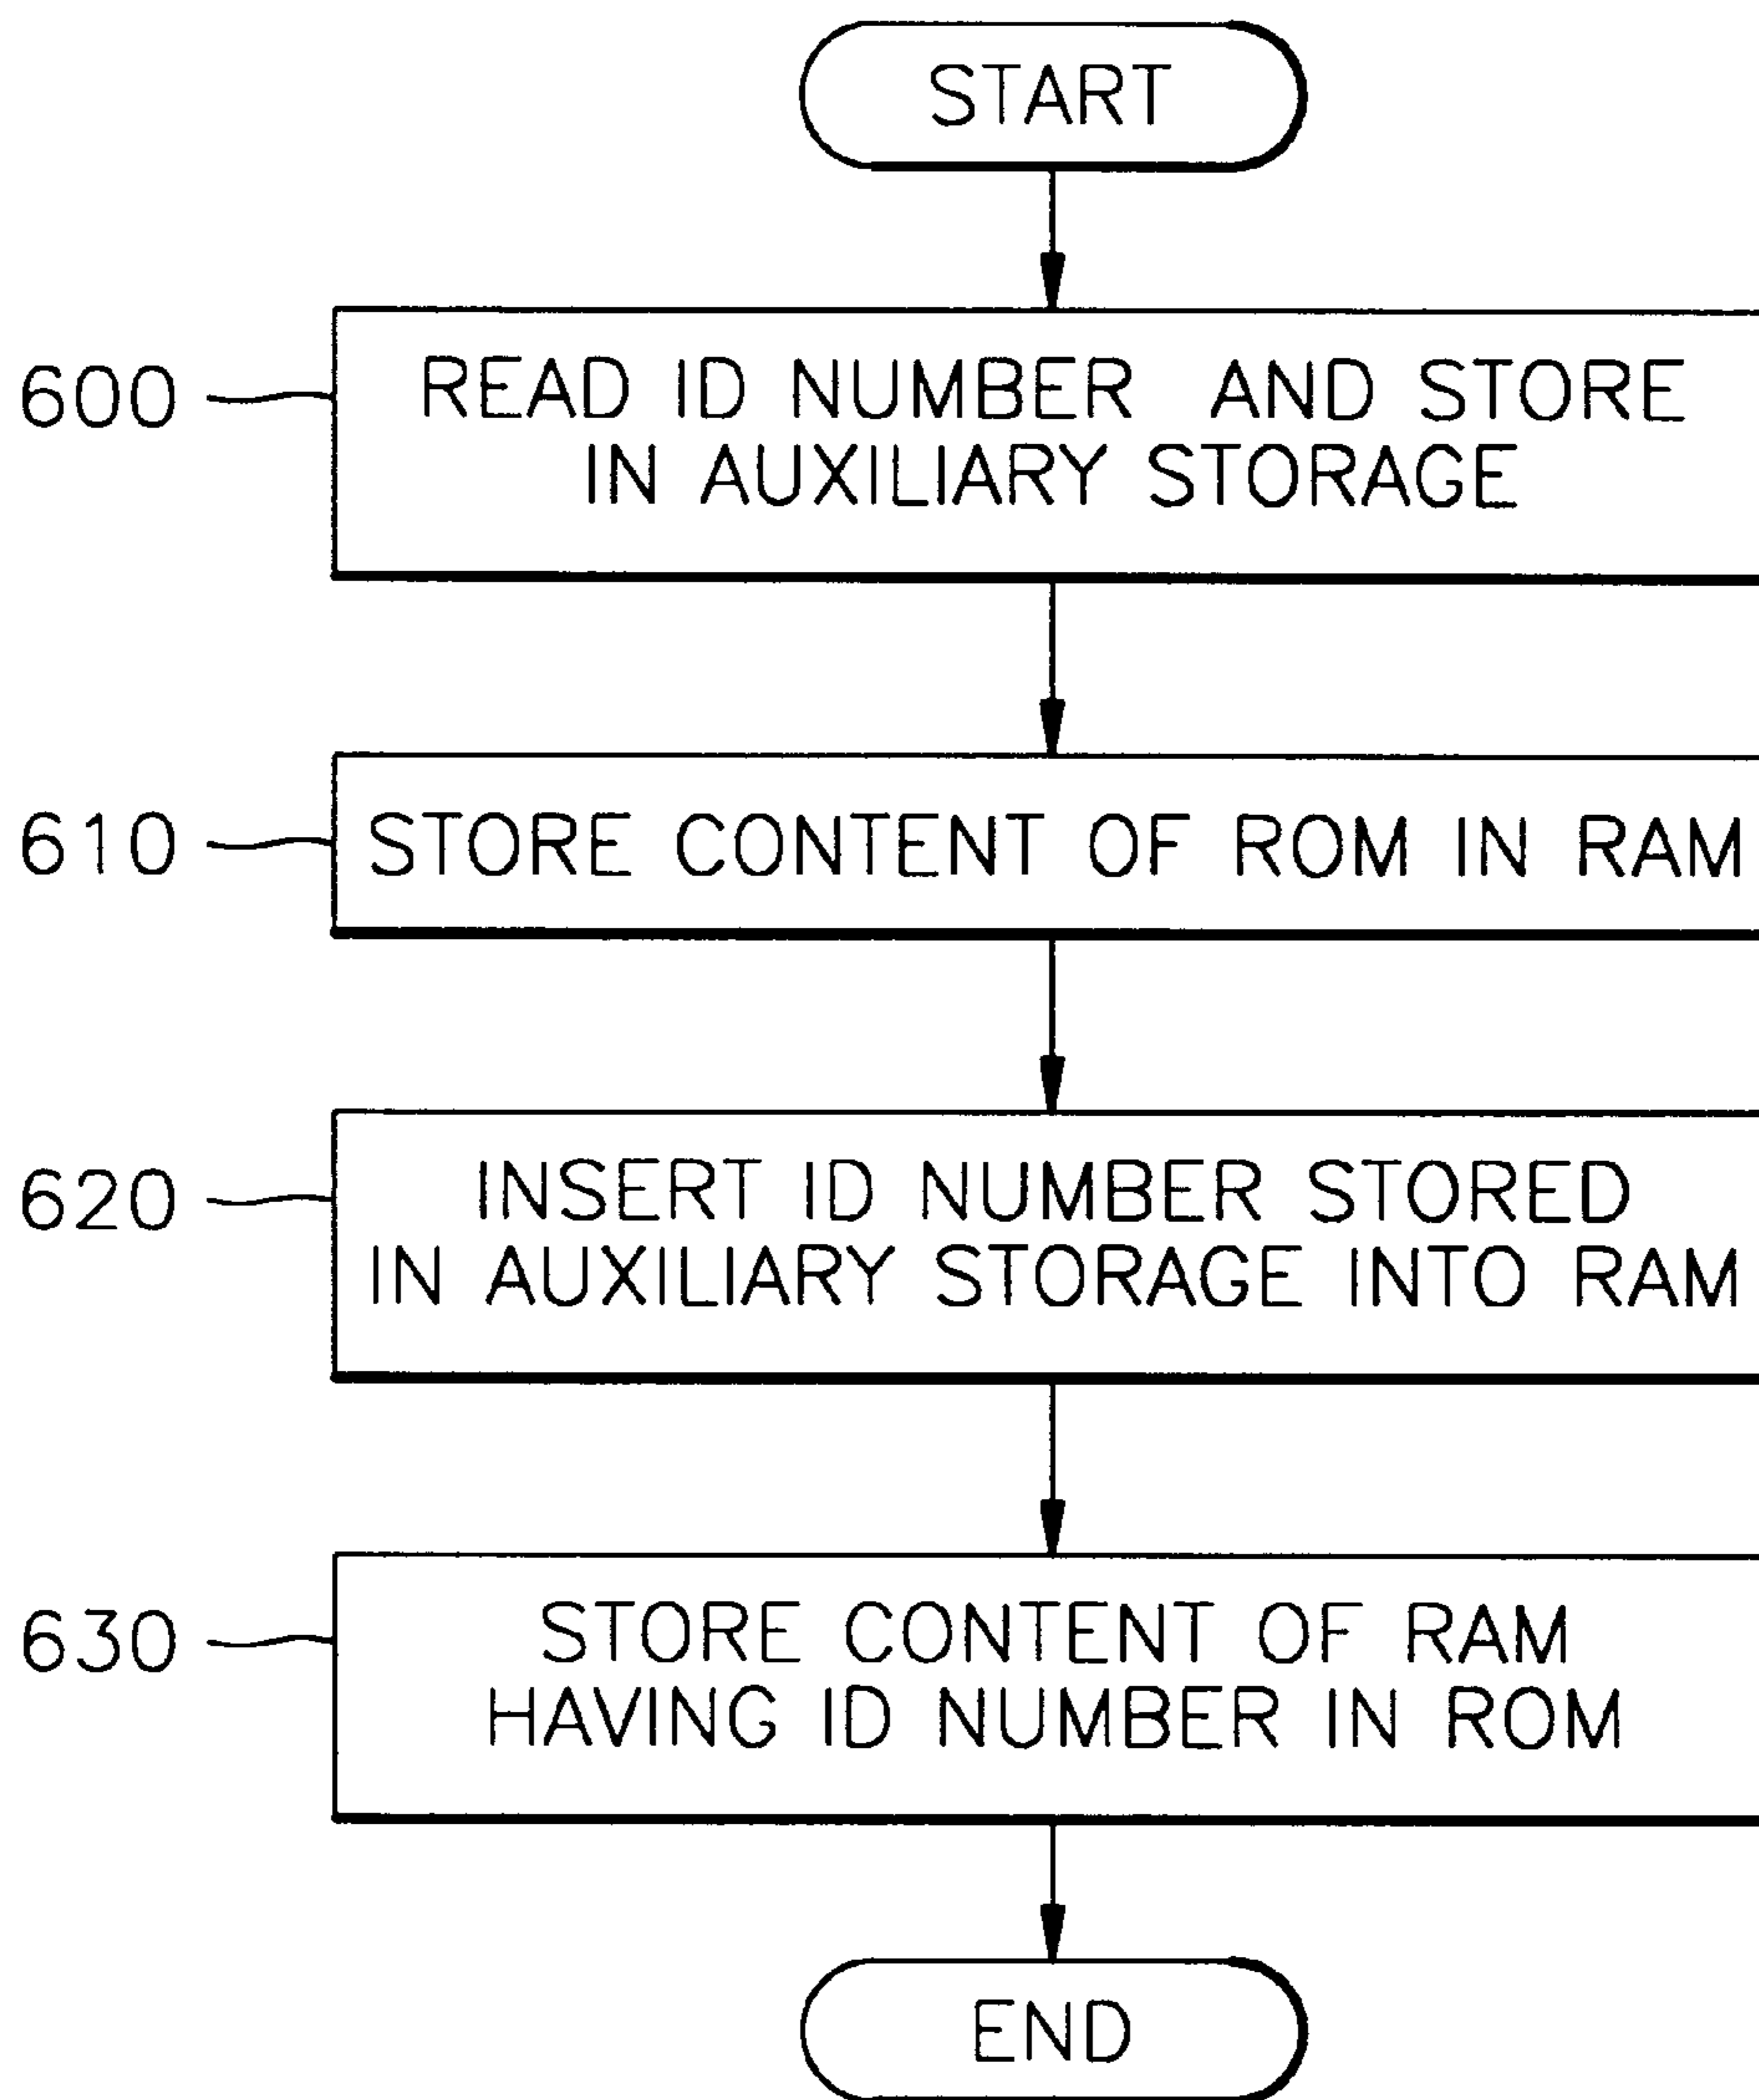 START
600
READ ID NUMBER AND STORE
IN AUXILIARY STORAGE
610
STORE CONTENT OF ROM IN RAM
620
INSERT ID NUMBER STORED
IN AUXILIARY STORAGE INTO RAM
630
STORE CONTENT OF RAM
HAVING ID NUMBER IN ROM
END